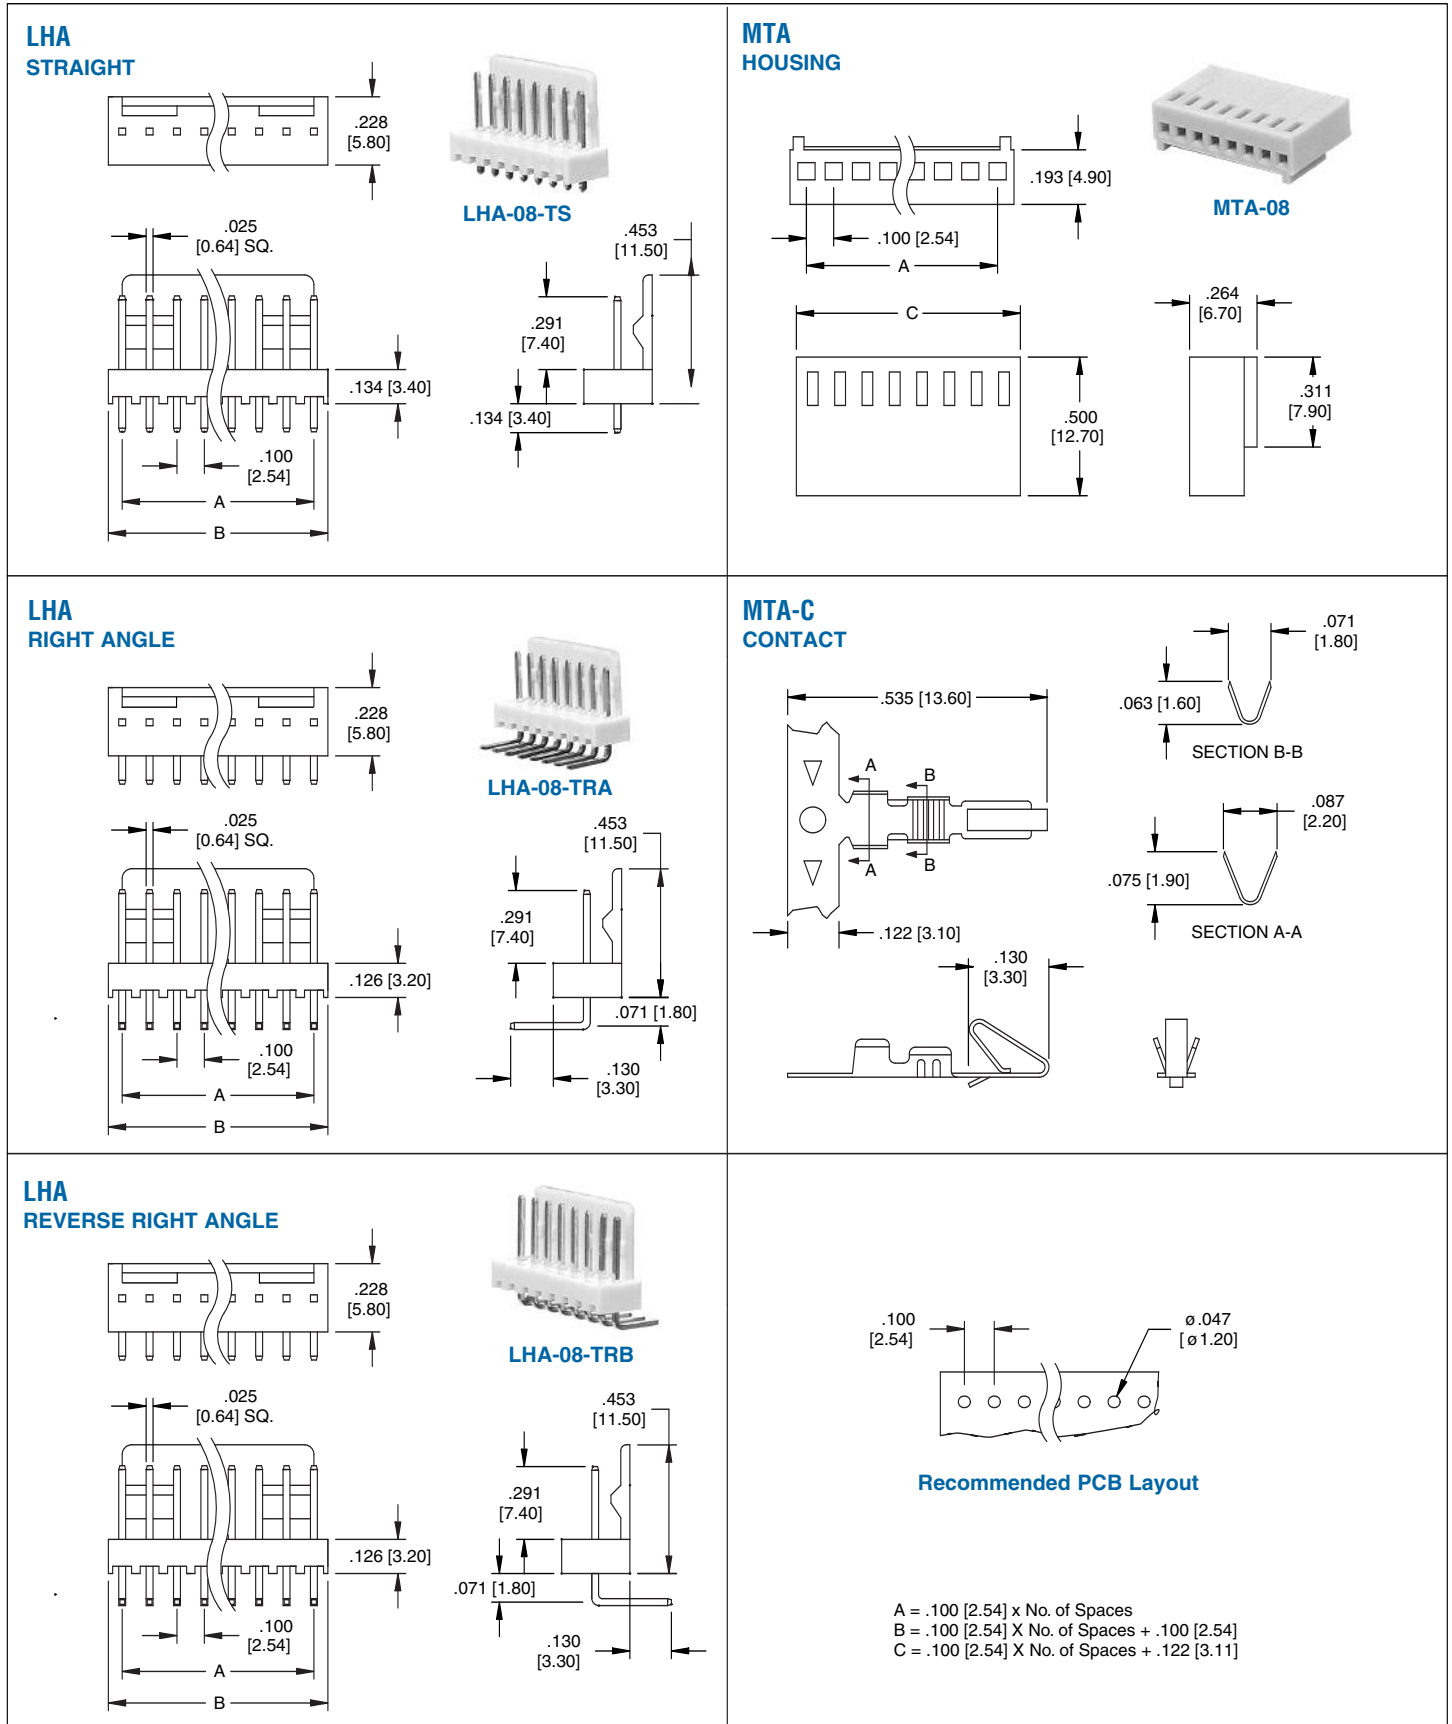 LHA
STRAIGHT
.228
[5.80]
LHA-08-TS
.025
[0.64] SQ.
.453
[11.50]
.291
[7.40]
.134 [3.40]
.134 [3.40]
.100
[2.54]
A
B
MTA
HOUSING
.193 [4.90]
MTA-08
.100 [2.54]
A
C
.264
[6.70]
.500
[12.70]
.311
[7.90]
LHA
RIGHT ANGLE
.228
[5.80]
LHA-08-TRA
.025
[0.64] SQ.
.453
[11.50]
.291
[7.40]
.126 [3.20]
.071 [1.80]
.100
[2.54]
.130
[3.30]
A
B
MTA-C
CONTACT
.071
[1.80]
.535 [13.60]
.063 [1.60]
SECTION B-B
A
B
.087
[2.20]
A
B
.075 [1.90]
SECTION A-A
.122 [3.10]
.130
[3.30]
LHA
REVERSE RIGHT ANGLE
.228
[5.80]
LHA-08-TRB
.025
[0.64] SQ.
.453
[11.50]
.291
[7.40]
.126 [3.20]
.071 [1.80]
.100
[2.54]
.130
[3.30]
A
B
.100
[2.54]
ø.047
[ø1.20]
Recommended PCB Layout
A = .100 [2.54] x No. of Spaces
B = .100 [2.54] X No. of Spaces + .100 [2.54]
C = .100 [2.54] X No. of Spaces + .122 [3.11]